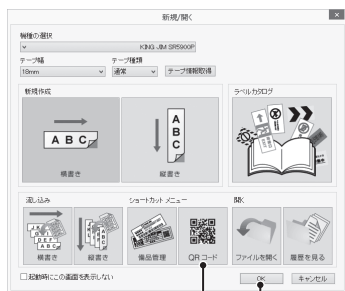 新規/開く
×
機種の選択
KING JIM SR5900P
テープ幅
テープ種類
18mm
通常
テープ情報取得
新規作成
ラベルカタログ
A B C
横書き
A
B
C
縦書き
流し込み
ショートカット メニュー
開く
横書き
縦書き
備品管理
QR コード
ファイルを開く
履歴を見る
起動時にこの画面を表示しない
OK
キャンセル